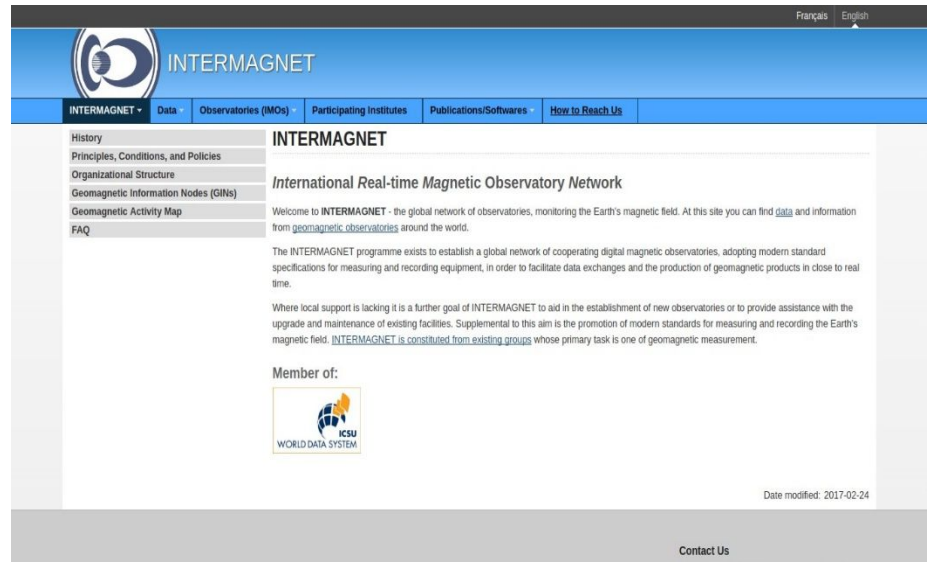 Français English
INTERMAGNET
INTERMAGNET Data Observatories (IMOs) Participating Institutes Publications/Softwares How to Reach Us
History
Principles, Conditions, and Policies
Organizational Structure
Geomagnetic Information Nodes (GINs)
Geomagnetic Activity Map
FAQ
INTERMAGNET
International Real-time Magnetic Observatory Network
Welcome to INTERMAGNET - the global network of observatories, monitoring the Earth's magnetic field. At this site you can find data and information
from geomagnetic observatories around the world.
The INTERMAGNET programme exists to establish a global network of cooperating digital magnetic observatories, adopting modern standard
specifications for measuring and recording equipment, in order to facilitate data exchanges and the production of geomagnetic products in close to real
time.
Where local support is lacking it is a further goal of INTERMAGNET to aid in the establishment of new observatories or to provide assistance with the
upgrade and maintenance of existing facilities. Supplemental to this aim is the promotion of modern standards for measuring and recording the Earth's
magnetic field. INTERMAGNET is constituted from existing groups whose primary task is one of geomagnetic measurement.
Member of:
ICSU
WORLD DATA SYSTEM
Date modified: 2017-02-24
Contact Us